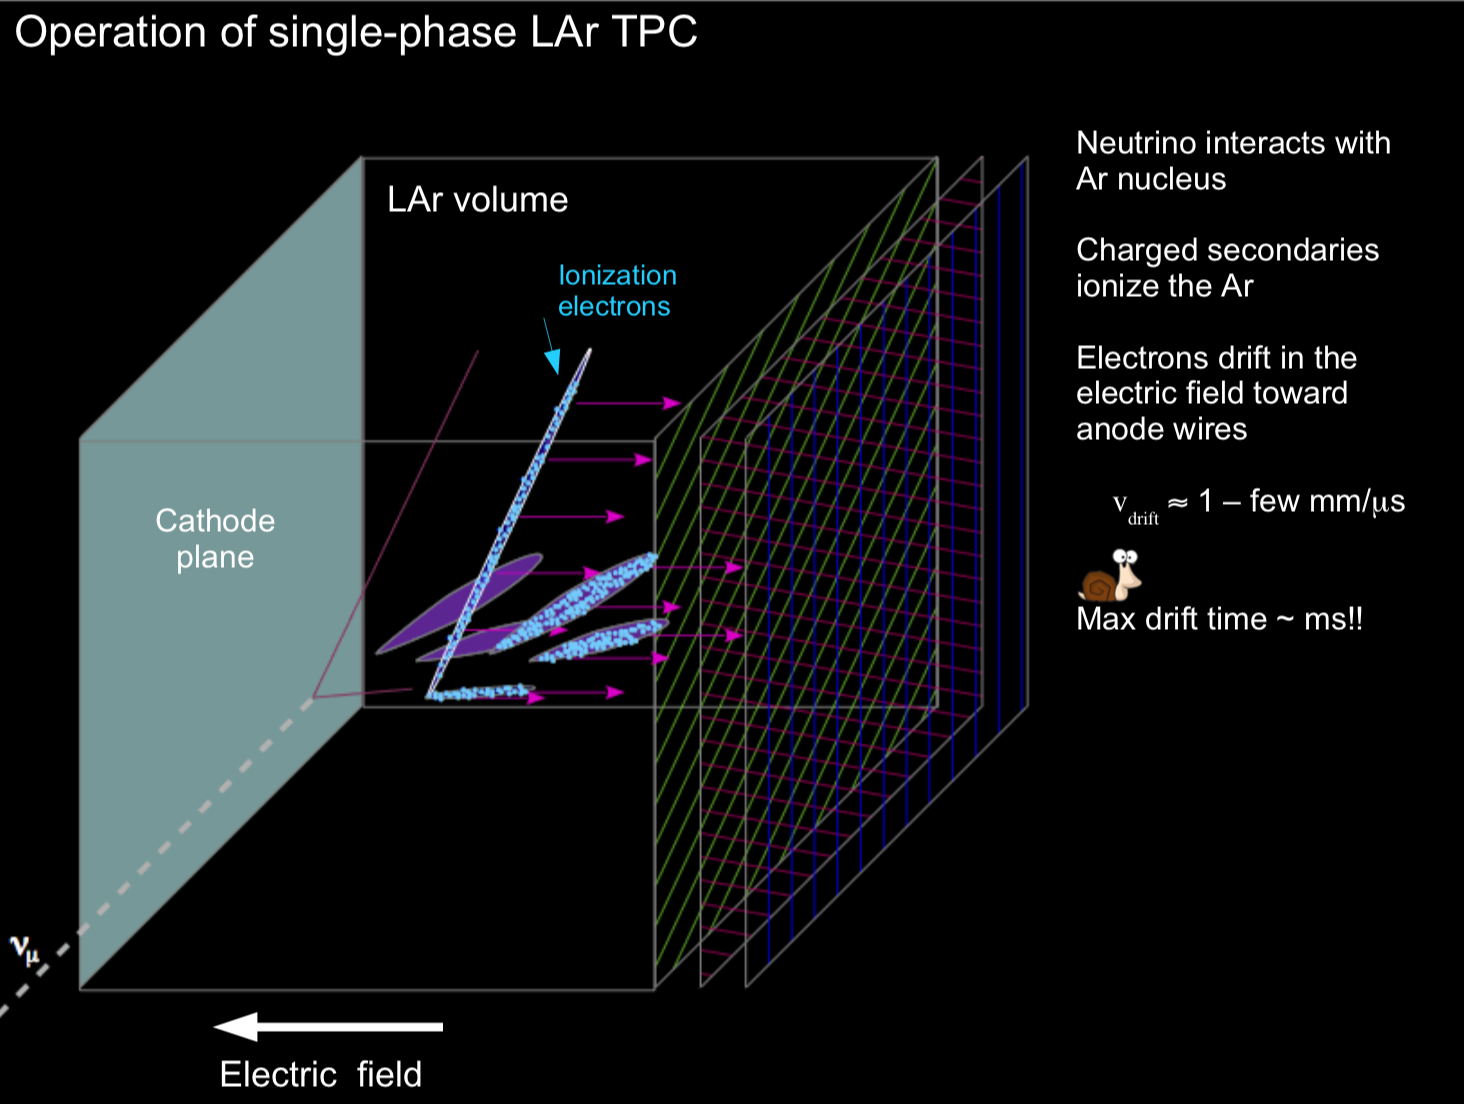 Operation of single-phase LAr TPC
LAr volume
Neutrino interacts with
Ar nucleus
Charged secondaries
ionize the Ar
Ionization
electrons
Electrons drift in the
electric field toward
anode wires
v_drift ≈ 1 – few mm/μs
Cathode
plane
Max drift time ~ ms!!
ν_μ
Electric field